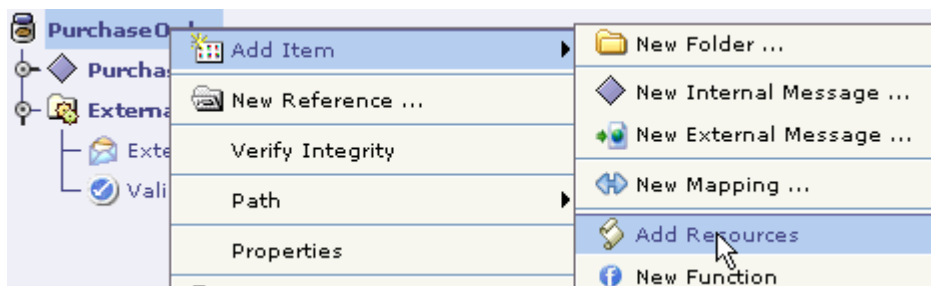 PurchaseO
Purcha
Externa
Exte
Vali
Add Item
New Reference ...
Verify Integrity
Path
Properties
New Folder ...
New Internal Message ...
New External Message ...
New Mapping ...
Add Resources
New Function